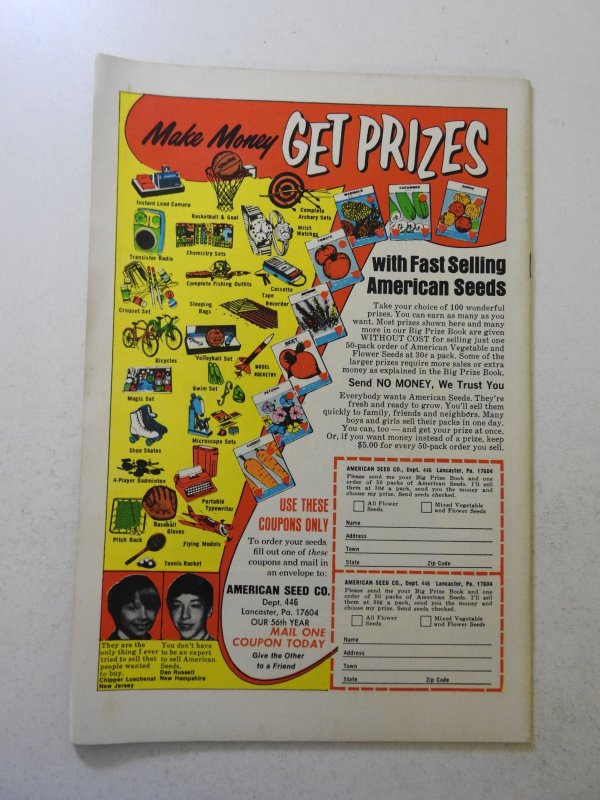 Make Money GET PRIZES
Instant Load Camera
Basketball & Goal
Complete
Archery Sets
Wrist
Watches
Transistor Radio
Chemistry Sets
Complete Fishing Outfits
Cassette
Tape
Recorder
Croquet Set
Sleeping
Bags
Bicycles
Volleyball Set
MODEL
ROCKETRY
Swim Set
Magic Set
Shoe Skates
Microscope Sets
4-Player Badminton
Portable
Typewriter
Baseball
Gloves
Pitch Back
Flying Models
Tennis Racket
MARIGOLD
CUCUMBER
ZINNIA
TOMATO
BEET
PETUNIA
CARROT
with Fast Selling
American Seeds
Take your choice of 100 wonderful
prizes. You can earn as many as you
want. Most prizes shown here and many
more in our Big Prize Book are given
WITHOUT COST for selling just one
50-pack order of American Vegetable and
Flower Seeds at 30¢ a pack. Some of the
larger prizes require more sales or extra
money as explained in the Big Prize Book.
Send NO MONEY, We Trust You
Everybody wants American Seeds. They're
fresh and ready to grow. You'll sell them
quickly to family, friends and neighbors. Many
boys and girls sell their packs in one day.
You can, too — and get your prize at once.
Or, if you want money instead of a prize, keep
$5.00 for every 50-pack order you sell.
USE THESE
COUPONS ONLY
To order your seeds
fill out one of these
coupons and mail in
an envelope to:
AMERICAN SEED CO.
Dept. 446
Lancaster, Pa. 17604
OUR 56th YEAR
MAIL ONE
COUPON TODAY
Give the Other
to a Friend
AMERICAN SEED CO., Dept. 446 Lancaster, Pa. 17604
Please send me your Big Prize Book and one
order of 50 packs of American Seeds. I'll sell
them at 30¢ a pack, send you the money and
choose my prize. Send seeds checked.
All Flower
Seeds
Mixed Vegetable
and Flower Seeds
Name
Address
Town
State Zip Code
AMERICAN SEED CO., Dept. 446 Lancaster, Pa. 17604
Please send me your Big Prize Book and one
order of 50 packs of American Seeds. I'll sell
them at 30¢ a pack, send you the money and
choose my prize. Send seeds checked.
All Flower
Seeds
Mixed Vegetable
and Flower Seeds
Name
Address
Town
State Zip Code
They are the
only thing I ever
tried to sell that
people wanted
to buy.
Chipper Luschenat
New Jersey
You don't have
to be an expert
to sell American
Seeds.
Dan Russell
New Hampshire